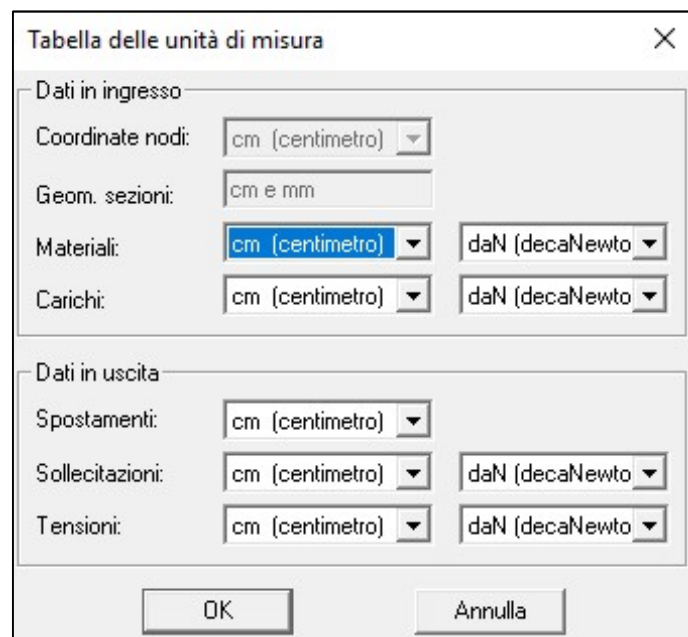 Tabella delle unità di misura
Dati in ingresso
Coordinate nodi: cm (centimetro)
Geom. sezioni: cm e mm
Materiali: cm (centimetro) daN (decaNewto
Carichi: cm (centimetro) daN (decaNewto
Dati in uscita
Spostamenti: cm (centimetro)
Sollecitazioni: cm (centimetro) daN (decaNewto
Tensioni: cm (centimetro) daN (decaNewto
OK Annulla